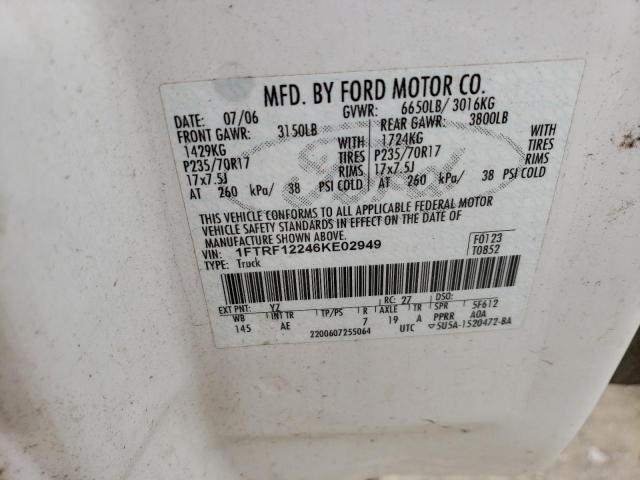 MFD. BY FORD MOTOR CO.
DATE: 07/06 GVWR: 6650LB/ 3016KG
FRONT GAWR: 3150LB REAR GAWR: 3800LB
1429KG WITH 1724KG WITH
P235/70R17 TIRES P235/70R17 TIRES
17x7.5J RIMS 17x7.5J RIMS
AT 260 kPa/ 38 PSI COLD AT 260 kPa/ 38 PSI COLD
Ford
THIS VEHICLE CONFORMS TO ALL APPLICABLE FEDERAL MOTOR
VEHICLE SAFETY STANDARDS IN EFFECT ON THE DATE OF
MANUFACTURE SHOWN ABOVE.
VIN: 1FTRF12246KE02949 F0123
TYPE: Truck T0852
EXT PNT: YZ RC: 27 DSO:
WB INT TR TP/PS R AXLE TR SPR 5F612
145 AE 7 19 A PPRR A0A
2200607255064 UTC ▽5U5A-1520472-BA